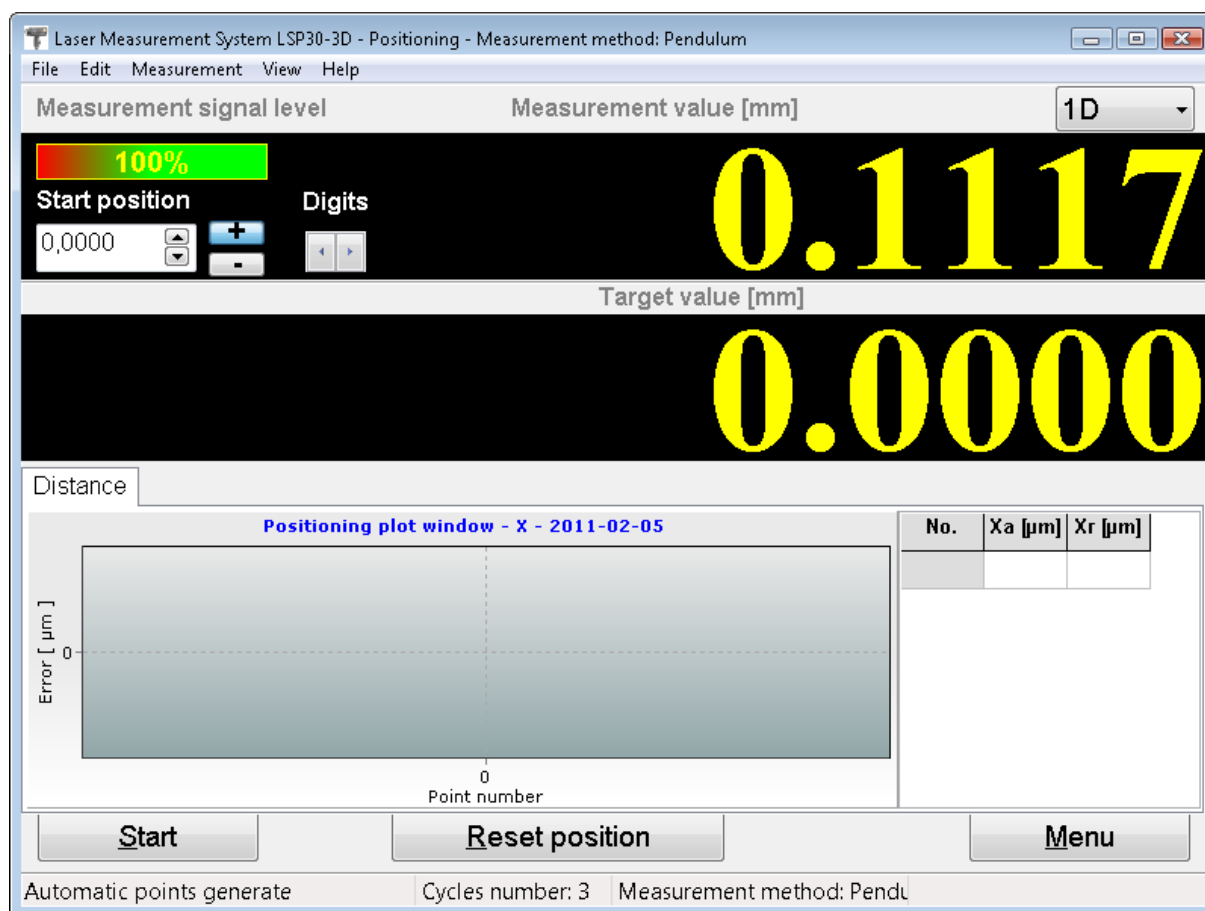 Laser Measurement System LSP30-3D - Positioning - Measurement method: Pendulum
File Edit Measurement View Help
Measurement signal level Measurement value [mm] 1D
100% 0.1117
Start position Digits
0,0000 +
-
Target value [mm]
0.0000
Distance
Positioning plot window - X - 2011-02-05 No. Xa [µm] Xr [µm]
Error [ µm ]
0
0
Point number
Start Reset position Menu
Automatic points generate Cycles number: 3 Measurement method: Pendu